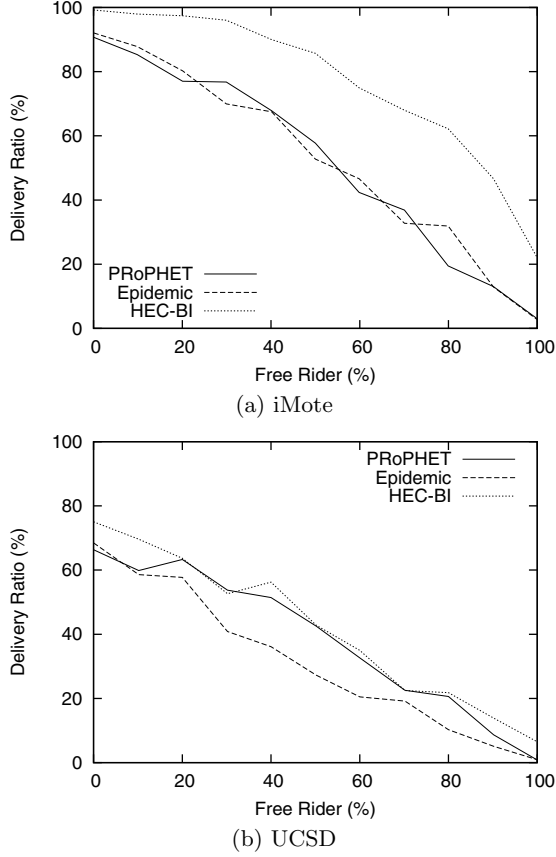 100
80
60
40
20
0
Delivery Ratio (%)
PRoPHET
Epidemic
HEC-BI
0 20 40 60 80 100
Free Rider (%)
(a) iMote
100
80
60
40
20
0
Delivery Ratio (%)
PRoPHET
Epidemic
HEC-BI
0 20 40 60 80 100
Free Rider (%)
(b) UCSD